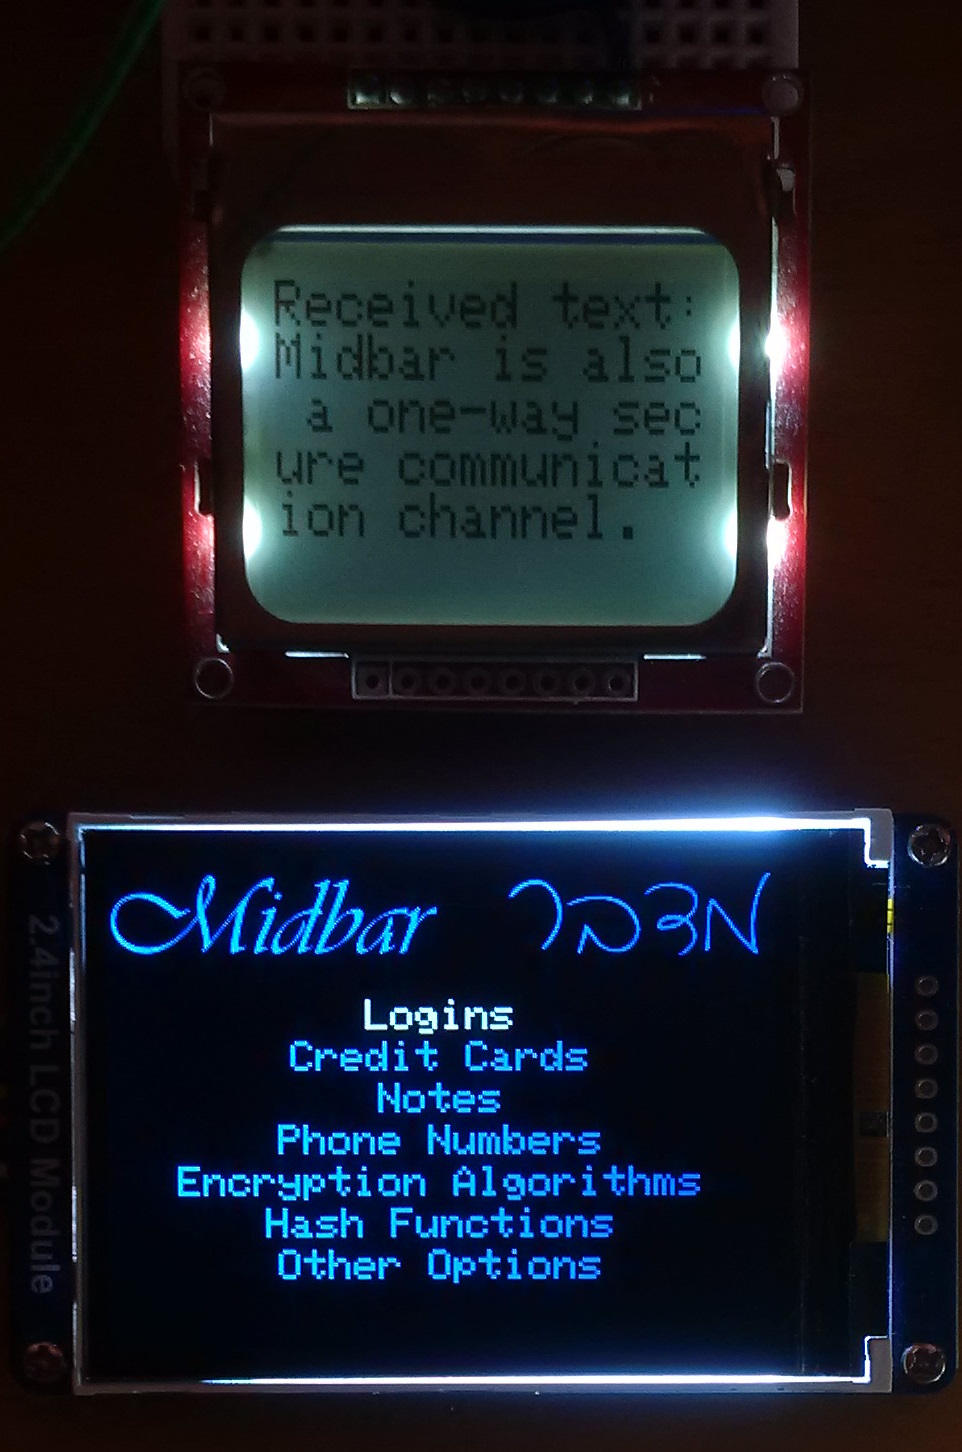 Received text:
Midbar is also
 a one-way sec
ure communicat
ion channel.
Midbar מדבר
Logins
Credit Cards
Notes
Phone Numbers
Encryption Algorithms
Hash Functions
Other Options
2.4inch LCD Module